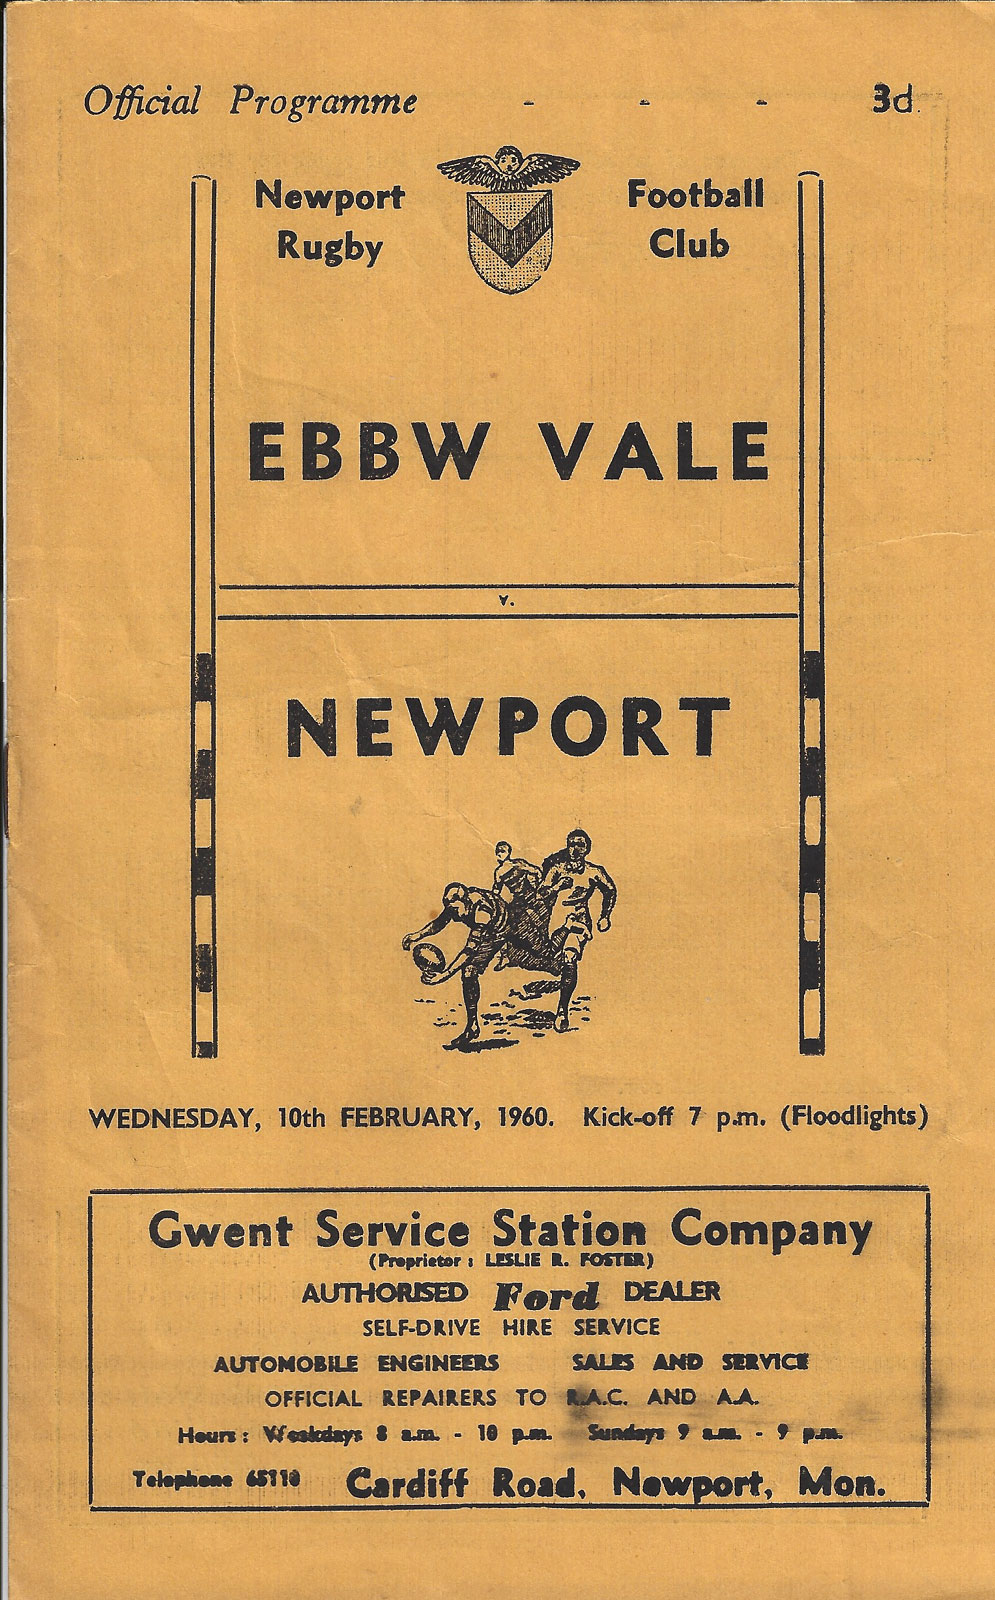 Official Programme - - - 3d.
Newport Rugby Football Club
EBBW VALE
v.
NEWPORT
WEDNESDAY, 10th FEBRUARY, 1960. Kick-off 7 p.m. (Floodlights)
Gwent Service Station Company
(Proprietor : LESLIE R. FOSTER)
AUTHORISED Ford DEALER
SELF-DRIVE HIRE SERVICE
AUTOMOBILE ENGINEERS SALES AND SERVICE
OFFICIAL REPAIRERS TO R.A.C. AND A.A.
Hours : Weekdays 8 a.m. - 10 p.m. Sundays 9 a.m. - 9 p.m.
Telephone 65110 Cardiff Road, Newport, Mon.